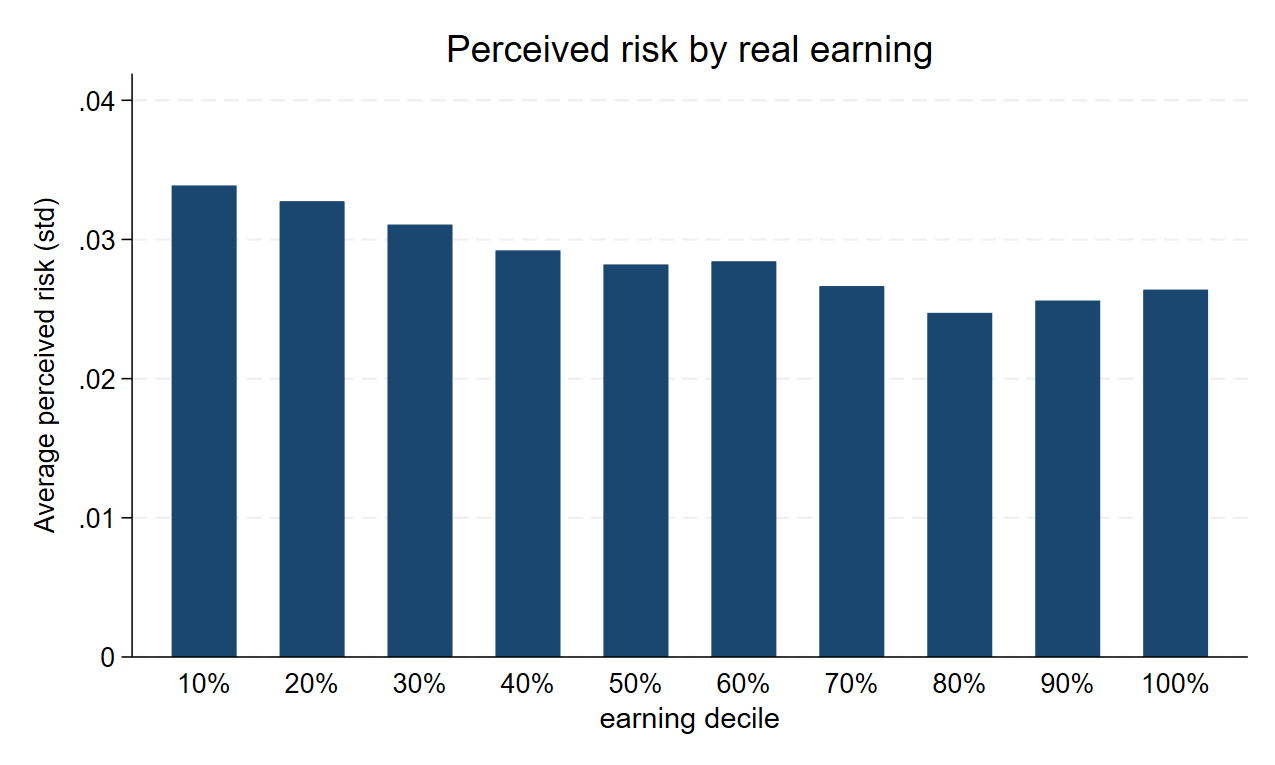 Perceived risk by real earning
Average perceived risk (std)
.04
.03
.02
.01
0
10% 20% 30% 40% 50% 60% 70% 80% 90% 100%
earning decile